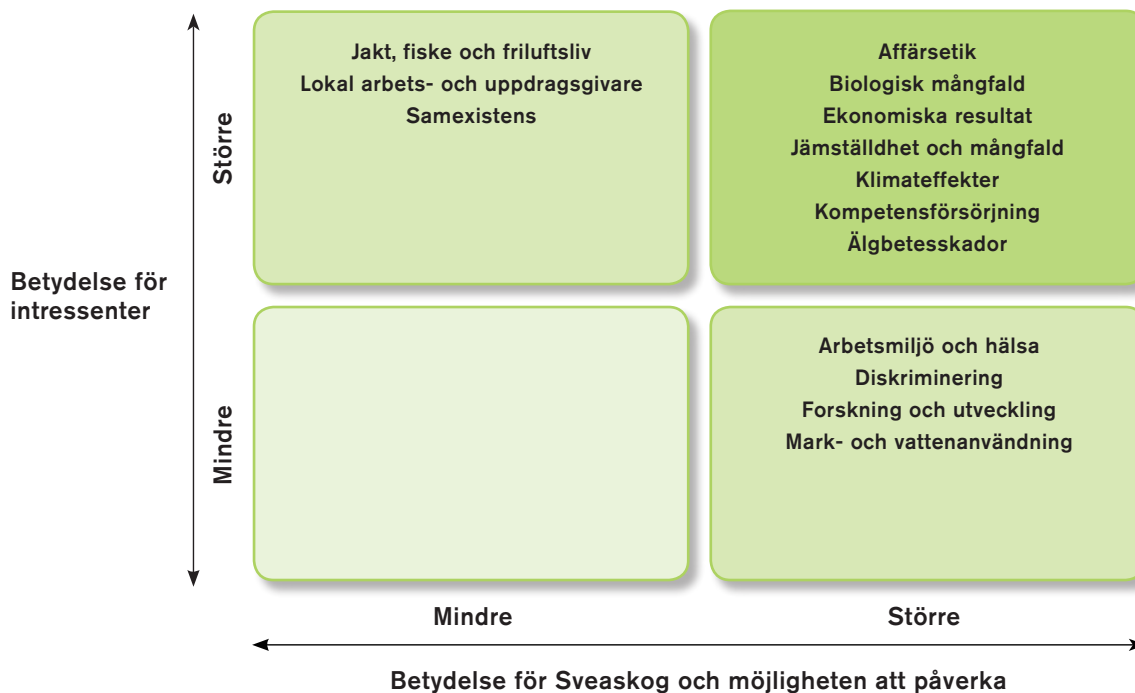 Jakt, fiske och friluftsliv
Lokal arbets- och uppdragsgivare
Samexistens
Affärsetik
Biologisk mångfald
Ekonomiska resultat
Jämställdhet och mångfald
Klimateffekter
Kompetensförsörjning
Älgbetesskador
Större
Betydelse för
intressenter
Mindre
Arbetsmiljö och hälsa
Diskriminering
Forskning och utveckling
Mark- och vattenanvändning
Mindre
Större
Betydelse för Sveaskog och möjligheten att påverka